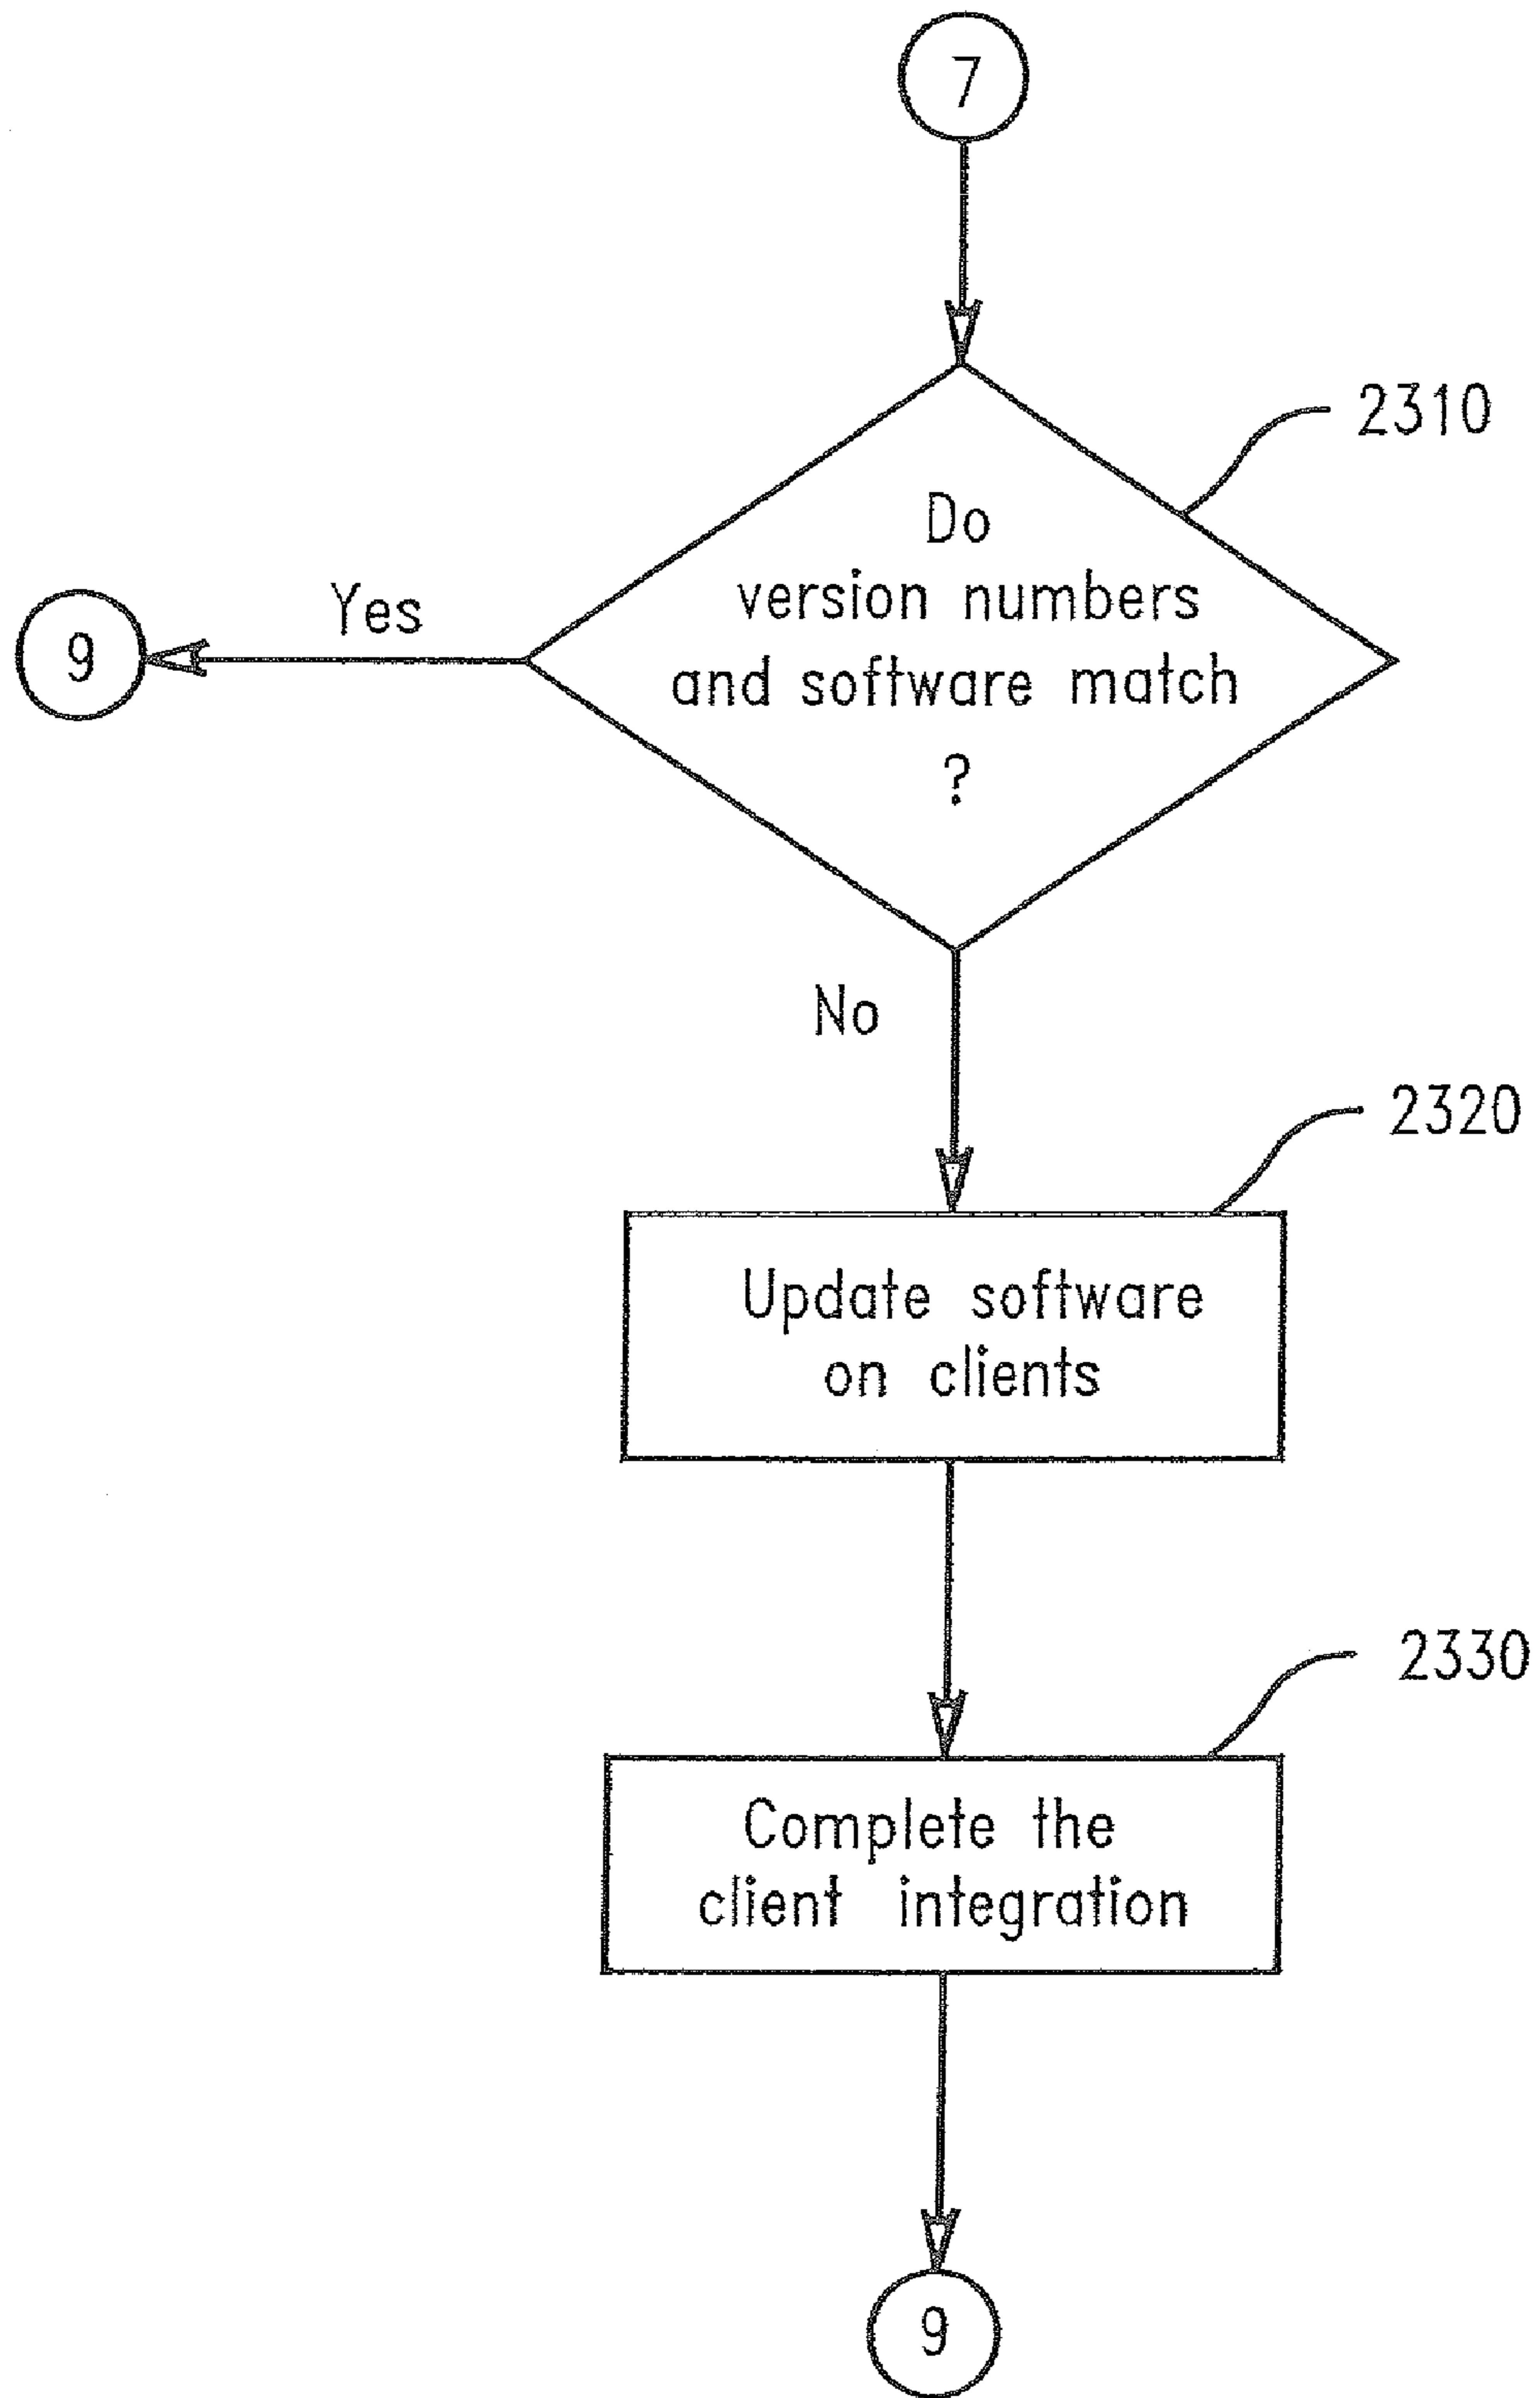 7
2310
Do
version numbers
and software match
?
Yes
9
No
2320
Update software
on clients
2330
Complete the
client integration
9